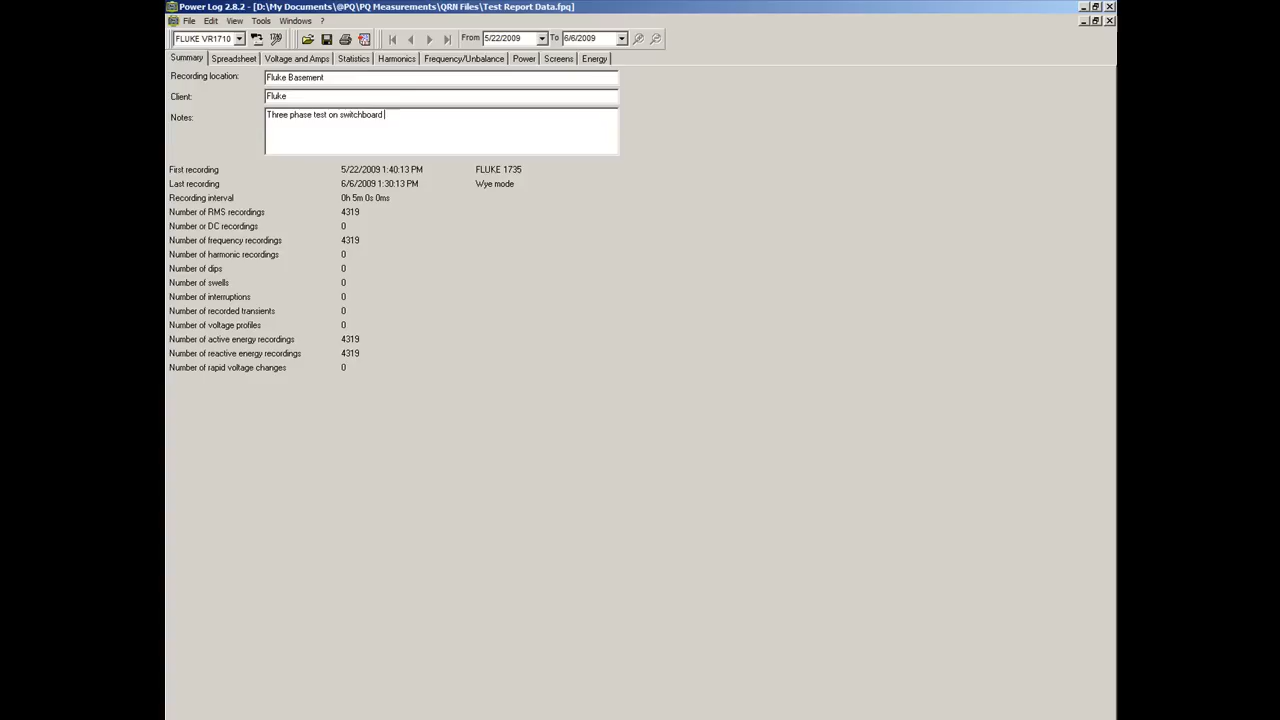 Power Log 2.8.2 - [D:\My Documents\@PQ\PQ Measurements\QRN Files\Test Report Data.fpq]
File Edit View Tools Windows ?
FLUKE VR1710 From 5/22/2009 To 6/6/2009
Summary Spreadsheet Voltage and Amps Statistics Harmonics Frequency/Unbalance Power Screens Energy
Recording location: Fluke Basement
Client: Fluke
Notes: Three phase test on switchboard
First recording 5/22/2009 1:40:13 PM FLUKE 1735
Last recording 6/6/2009 1:30:13 PM Wye mode
Recording interval 0h 5m 0s 0ms
Number of RMS recordings 4319
Number or DC recordings 0
Number of frequency recordings 4319
Number of harmonic recordings 0
Number of dips 0
Number of swells 0
Number of interruptions 0
Number of recorded transients 0
Number of voltage profiles 0
Number of active energy recordings 4319
Number of reactive energy recordings 4319
Number of rapid voltage changes 0